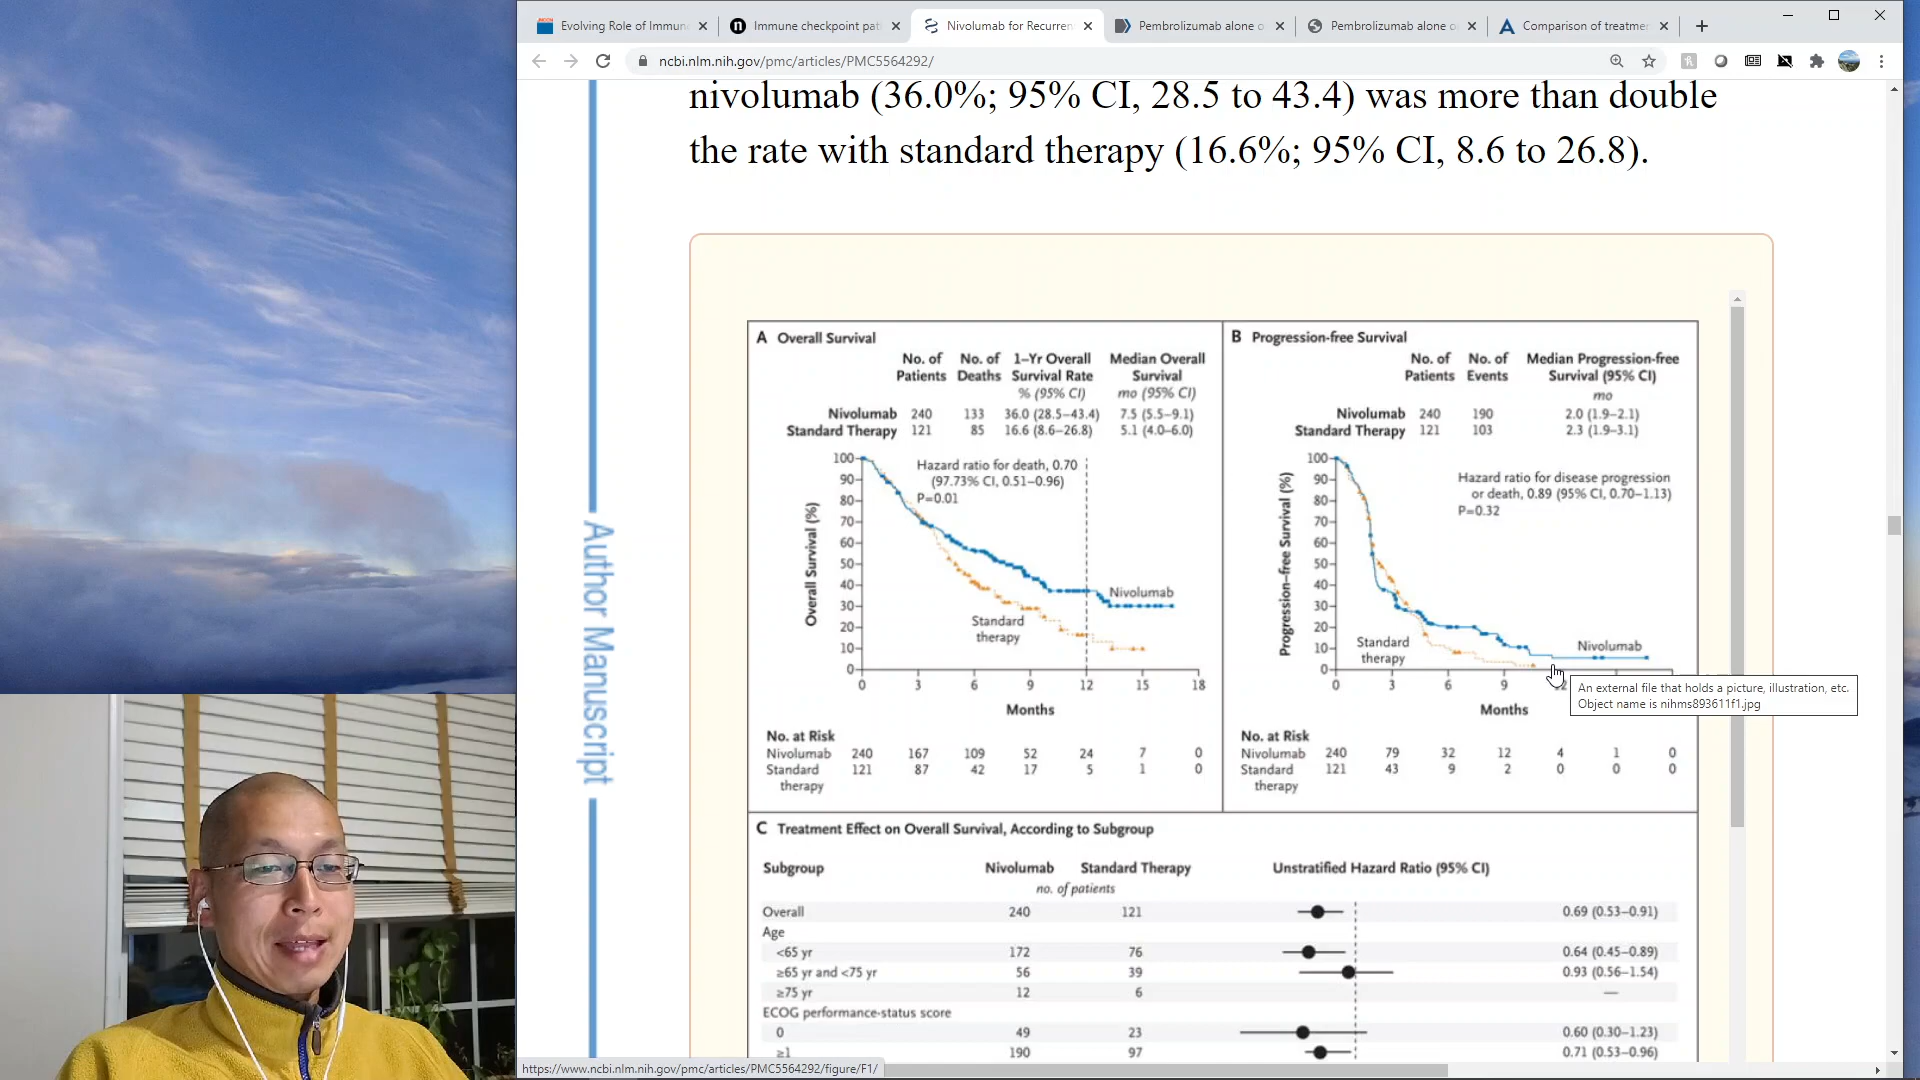 Evolving Role of Immun
Immune checkpoint pat
Nivolumab for Recurren
Pembrolizumab alone o
Pembrolizumab alone o
Comparison of treatmen
ncbi.nlm.nih.gov/pmc/articles/PMC5564292/
nivolumab (36.0%; 95% CI, 28.5 to 43.4) was more than double
the rate with standard therapy (16.6%; 95% CI, 8.6 to 26.8).
Author Manuscript
A Overall Survival
No. of Patients No. of Deaths 1–Yr Overall Survival Rate Median Overall Survival
% (95% CI) mo (95% CI)
Nivolumab 240 133 36.0 (28.5–43.4) 7.5 (5.5–9.1)
Standard Therapy 121 85 16.6 (8.6–26.8) 5.1 (4.0–6.0)
Hazard ratio for death, 0.70
(97.73% CI, 0.51–0.96)
P=0.01
Overall Survival (%)
100
90
80
70
60
50
40
30
20
10
0
Nivolumab
Standard
therapy
0 3 6 9 12 15 18
Months
No. at Risk
Nivolumab 240 167 109 52 24 7 0
Standard therapy 121 87 42 17 5 1 0
B Progression-free Survival
No. of Patients No. of Events Median Progression-free Survival (95% CI)
mo
Nivolumab 240 190 2.0 (1.9–2.1)
Standard Therapy 121 103 2.3 (1.9–3.1)
Hazard ratio for disease progression
or death, 0.89 (95% CI, 0.70–1.13)
P=0.32
Progression–free Survival (%)
100
90
80
70
60
50
40
30
20
10
0
Standard
therapy
Nivolumab
0 3 6 9
Months
An external file that holds a picture, illustration, etc.
Object name is nihms893611f1.jpg
No. at Risk
Nivolumab 240 79 32 12 4 1 0
Standard therapy 121 43 9 2 0 0 0
C Treatment Effect on Overall Survival, According to Subgroup
Subgroup Nivolumab Standard Therapy Unstratified Hazard Ratio (95% CI)
no. of patients
Overall 240 121 0.69 (0.53–0.91)
Age
<65 yr 172 76 0.64 (0.45–0.89)
≥65 yr and <75 yr 56 39 0.93 (0.56–1.54)
≥75 yr 12 6 —
ECOG performance-status score
0 49 23 0.60 (0.30–1.23)
≥1 190 97 0.71 (0.53–0.96)
https://www.ncbi.nlm.nih.gov/pmc/articles/PMC5564292/figure/F1/